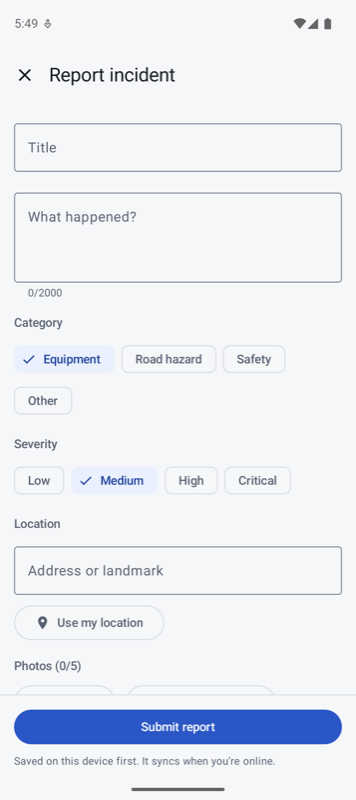 5:49
Report incident
Title
What happened?
0/2000
Category
Equipment
Road hazard
Safety
Other
Severity
Low
Medium
High
Critical
Location
Address or landmark
Use my location
Photos (0/5)
Submit report
Saved on this device first. It syncs when you're online.